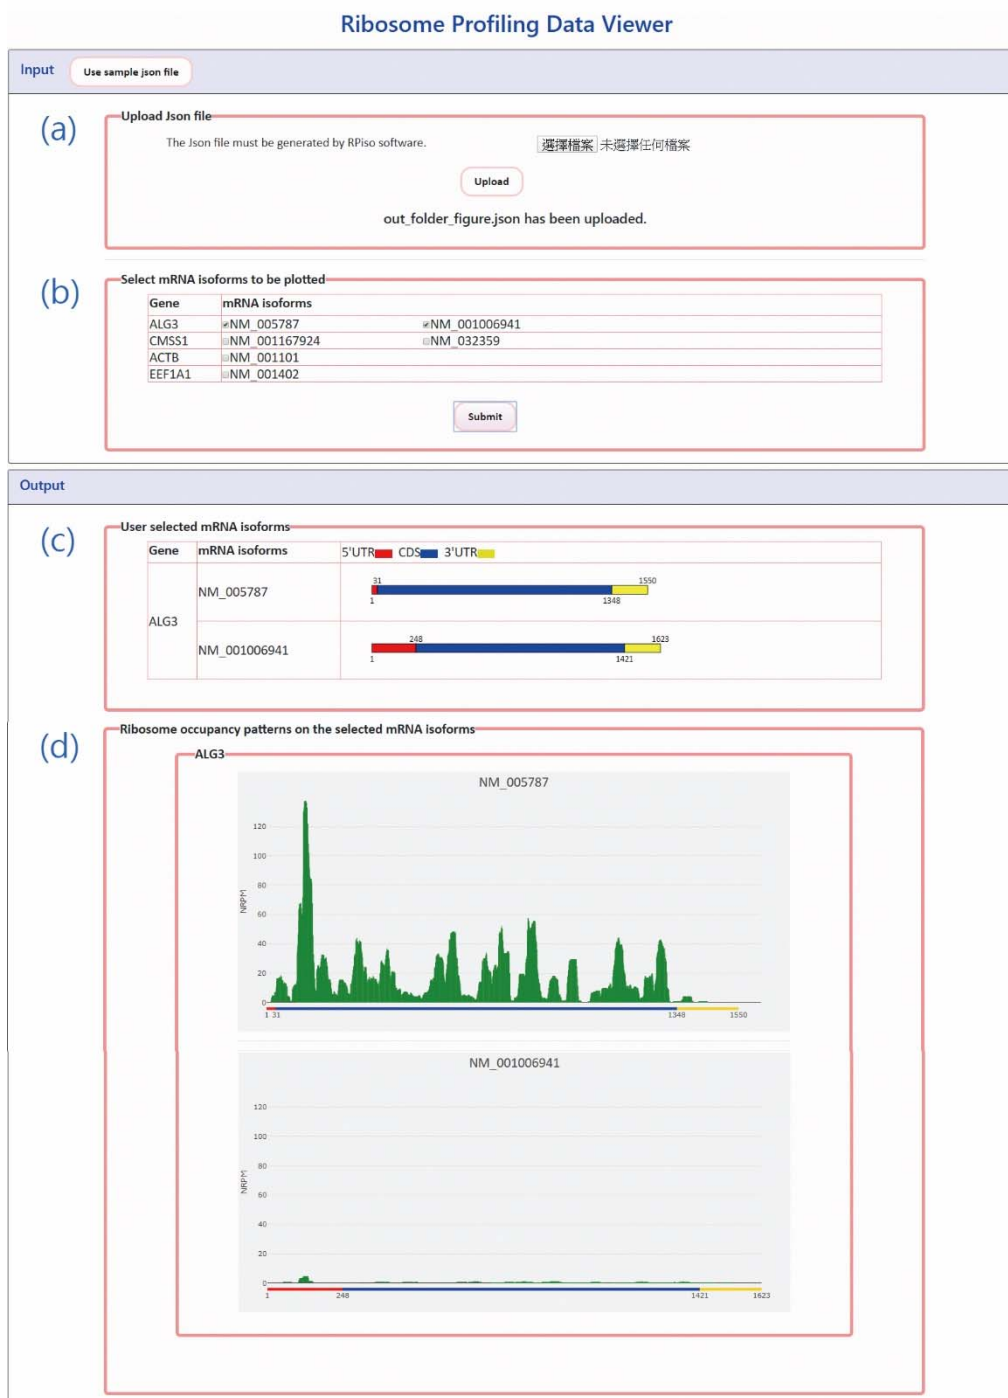 Ribosome Profiling Data Viewer
Input Use sample json file
(a)
Upload Json file
The Json file must be generated by RPiso software. 選擇檔案 未選擇任何檔案
Upload
out_folder_figure.json has been uploaded.
(b)
Select mRNA isoforms to be plotted
Gene mRNA isoforms
ALG3 NM_005787 NM_001006941
CMSS1 NM_001167924 NM_032359
ACTB NM_001101
EEF1A1 NM_001402
Submit
Output
(c)
User selected mRNA isoforms
Gene mRNA isoforms 5'UTR CDS 3'UTR
ALG3
NM_005787
31 1550
1 1348
NM_001006941
248 1623
1 1421
(d)
Ribosome occupancy patterns on the selected mRNA isoforms
ALG3
NM_005787
120
100
80
60
40
20
0
NRPM
1 31 1348 1550
NM_001006941
120
100
80
60
40
20
0
NRPM
1 248 1421 1623